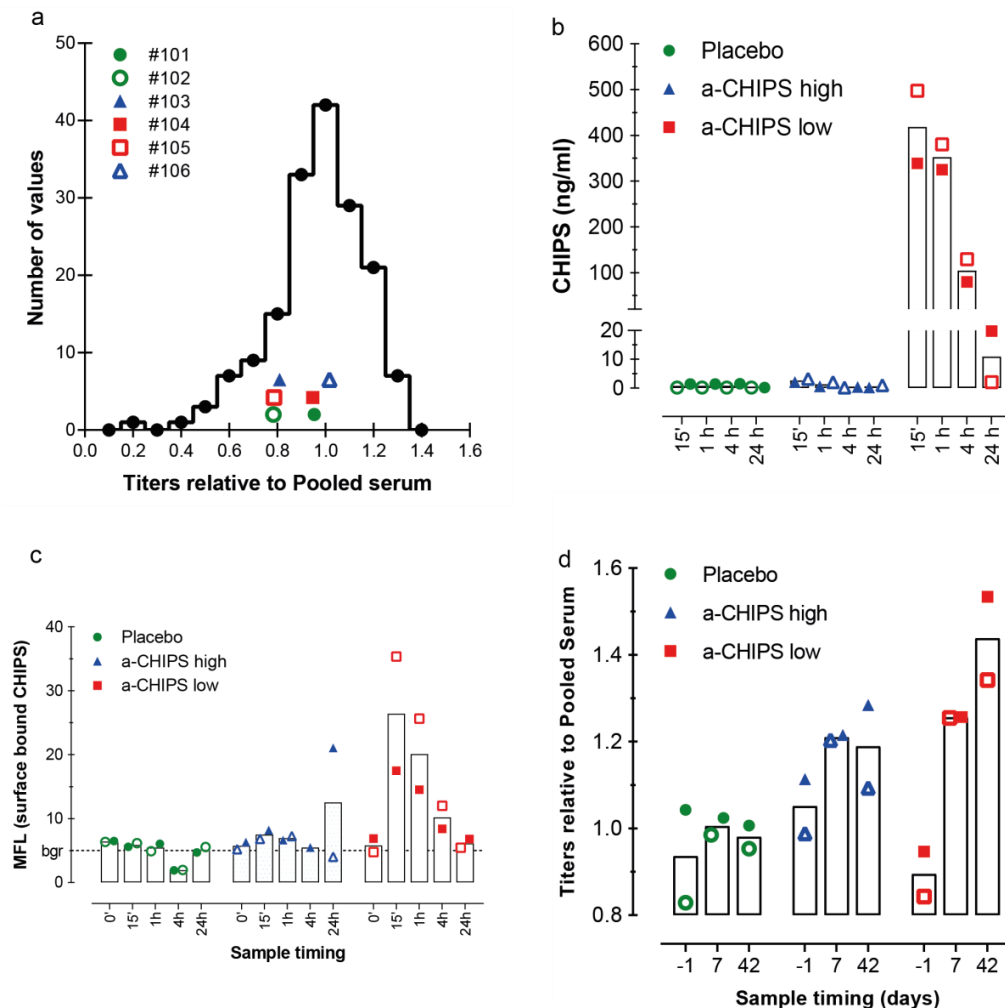 a
50
40
30
20
10
0
Number of values
#101
#102
#103
#104
#105
#106
0.0 0.2 0.4 0.6 0.8 1.0 1.2 1.4 1.6
Titers relative to Pooled serum
b
600
500
400
300
200
100
20
10
0
CHIPS (ng/ml)
Placebo
a-CHIPS high
a-CHIPS low
15' 1 h 4 h 24 h 15' 1 h 4 h 24 h 15' 1 h 4 h 24 h
c
40
30
20
10
bgr
0
MFL (surface bound CHIPS)
Placebo
a-CHIPS high
a-CHIPS low
0' 15' 1h 4h 24h 0' 15' 1h 4h 24h 0' 15' 1h 4h 24h
Sample timing
d
1.6
1.4
1.2
1.0
0.8
Titers relative to Pooled Serum
Placebo
a-CHIPS high
a-CHIPS low
-1 7 42 -1 7 42 -1 7 42
Sample timing (days)